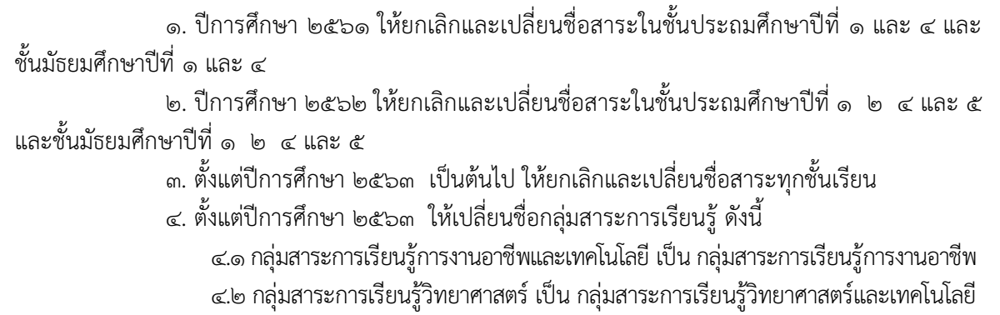 ๑. ปีการศึกษา ๒๕๖๑ ให้ยกเลิกและเปลี่ยนชื่อสาระในชั้นประถมศึกษาปีที่ ๑ และ ๔ และ
ชั้นมัธยมศึกษาปีที่ ๑ และ ๔
๒. ปีการศึกษา ๒๕๖๒ ให้ยกเลิกและเปลี่ยนชื่อสาระในชั้นประถมศึกษาปีที่ ๑ ๒ ๔ และ ๕
และชั้นมัธยมศึกษาปีที่ ๑ ๒ ๔ และ ๕
๓. ตั้งแต่ปีการศึกษา ๒๕๖๓ เป็นต้นไป ให้ยกเลิกและเปลี่ยนชื่อสาระทุกชั้นเรียน
๔. ตั้งแต่ปีการศึกษา ๒๕๖๓ ให้เปลี่ยนชื่อกลุ่มสาระการเรียนรู้ ดังนี้
๔.๑ กลุ่มสาระการเรียนรู้การงานอาชีพและเทคโนโลยี เป็น กลุ่มสาระการเรียนรู้การงานอาชีพ
๔.๒ กลุ่มสาระการเรียนรู้วิทยาศาสตร์ เป็น กลุ่มสาระการเรียนรู้วิทยาศาสตร์และเทคโนโลยี